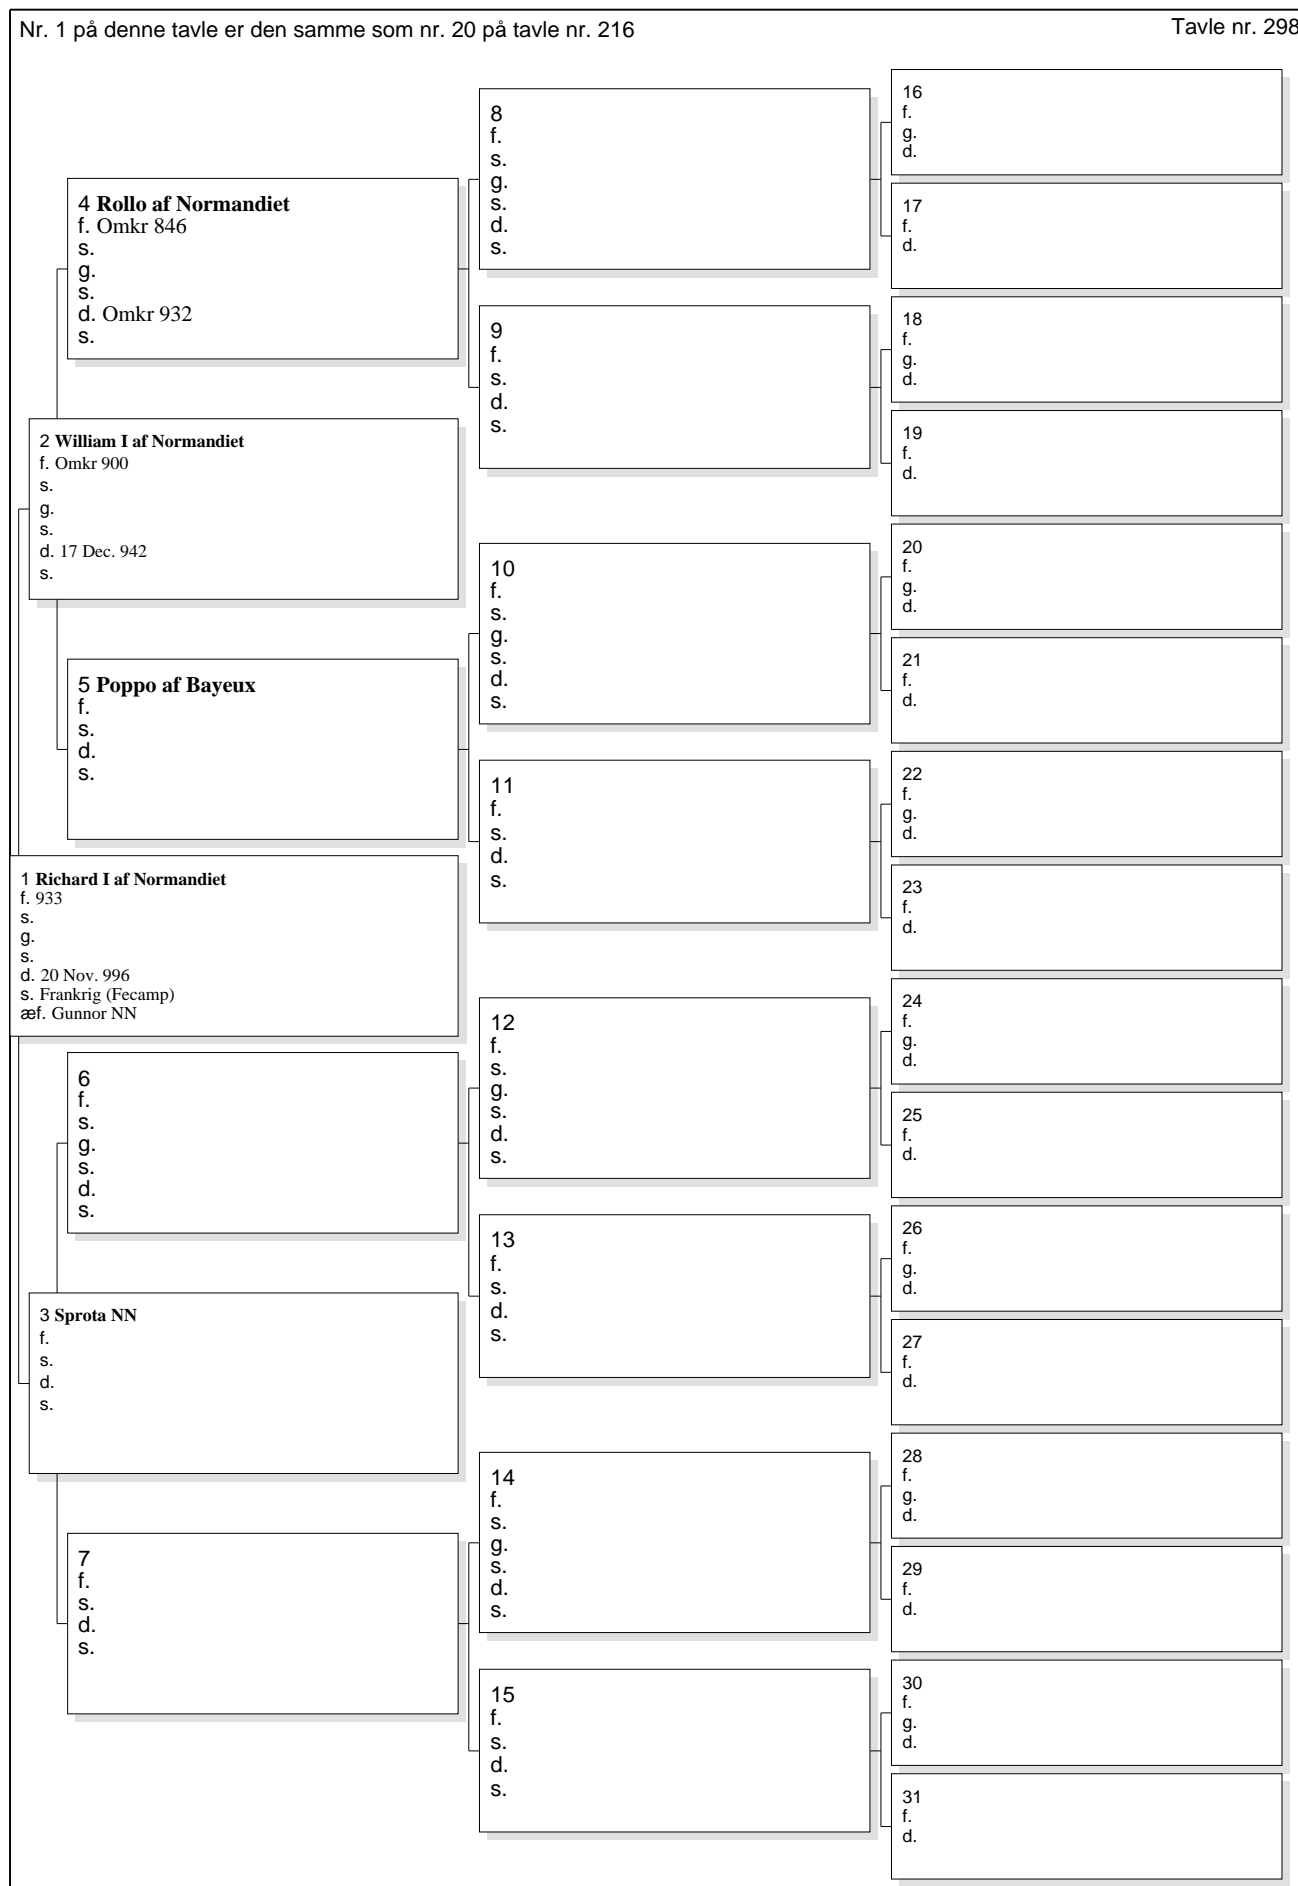 Nr. 1 på denne tavle er den samme som nr. 20 på tavle nr. 216
Tavle nr. 298
4 Rollo af Normandiet
f. Omkr 846
s.
g.
s.
d. Omkr 932
s.
2 William I af Normandiet
f. Omkr 900
s.
g.
s.
d. 17 Dec. 942
s.
5 Poppo af Bayeux
f.
s.
d.
s.
1 Richard I af Normandiet
f. 933
s.
g.
s.
d. 20 Nov. 996
s. Frankrig (Fecamp)
æf. Gunnor NN
6
f.
s.
g.
s.
d.
s.
3 Sprota NN
f.
s.
d.
s.
7
f.
s.
d.
s.
8
f.
s.
g.
s.
d.
s.
9
f.
s.
d.
s.
10
f.
s.
g.
s.
d.
s.
11
f.
s.
d.
s.
12
f.
s.
g.
s.
d.
s.
13
f.
s.
d.
s.
14
f.
s.
g.
s.
d.
s.
15
f.
s.
d.
s.
16
f.
g.
d.
17
f.
d.
18
f.
g.
d.
19
f.
d.
20
f.
g.
d.
21
f.
d.
22
f.
g.
d.
23
f.
d.
24
f.
g.
d.
25
f.
d.
26
f.
g.
d.
27
f.
d.
28
f.
g.
d.
29
f.
d.
30
f.
g.
d.
31
f.
d.